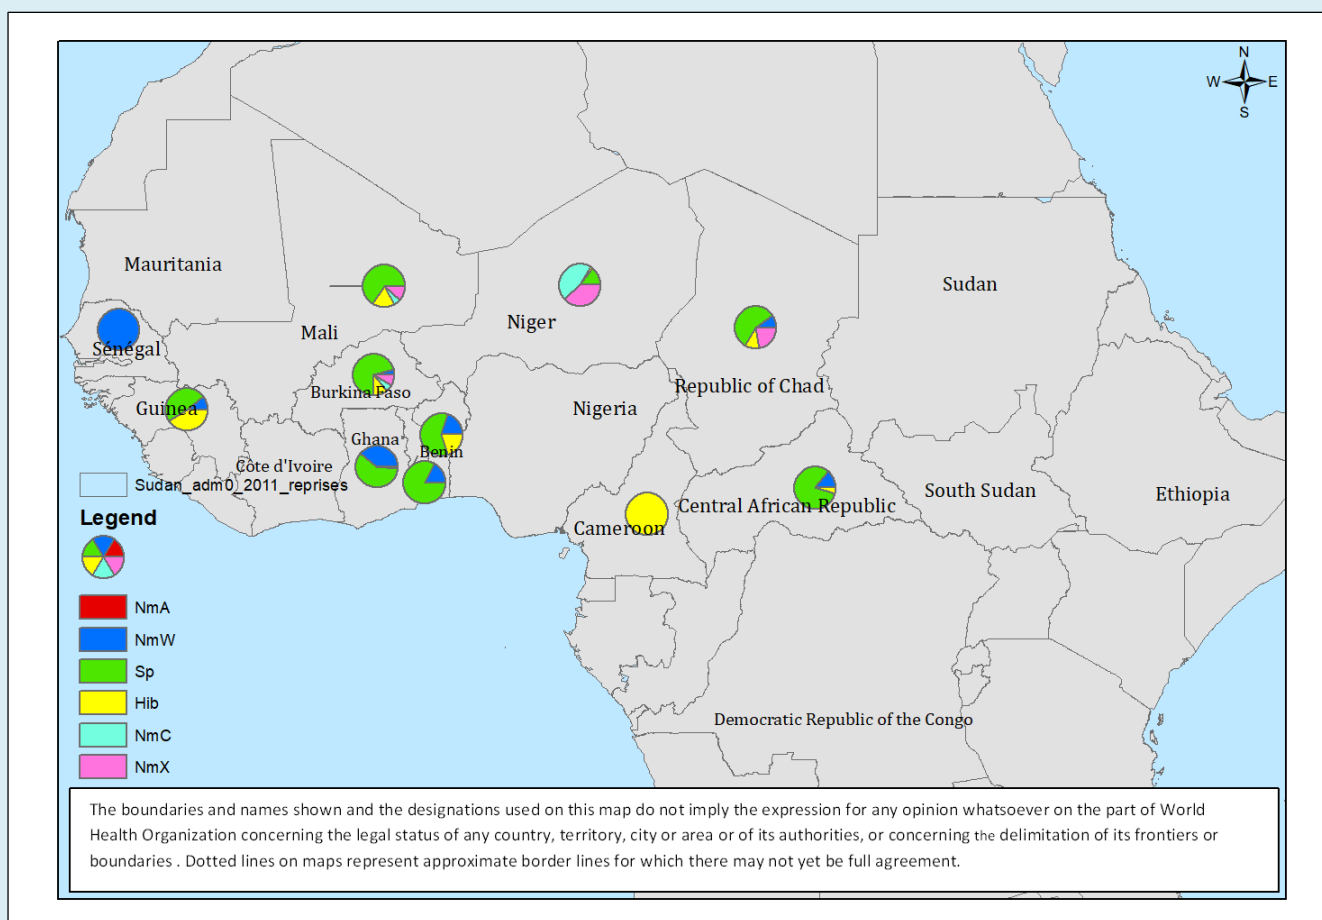 N
W E
S
Mauritania
Sudan
Mali
Niger
Sénégal
Republic of Chad
Burkina Faso
Guinea
Nigeria
Ghana
Benin
Côte d'Ivoire
Sudan_adm0_2011_reprises
South Sudan
Ethiopia
Central African Republic
Cameroon
Legend
NmA
NmW
Sp
Hib
NmC
NmX
Democratic Republic of the Congo
The boundaries and names shown and the designations used on this map do not imply the expression for any opinion whatsoever on the part of World
Health Organization concerning the legal status of any country, territory, city or area or of its authorities, or concerning the delimitation of its frontiers or
boundaries . Dotted lines on maps represent approximate border lines for which there may not yet be full agreement.